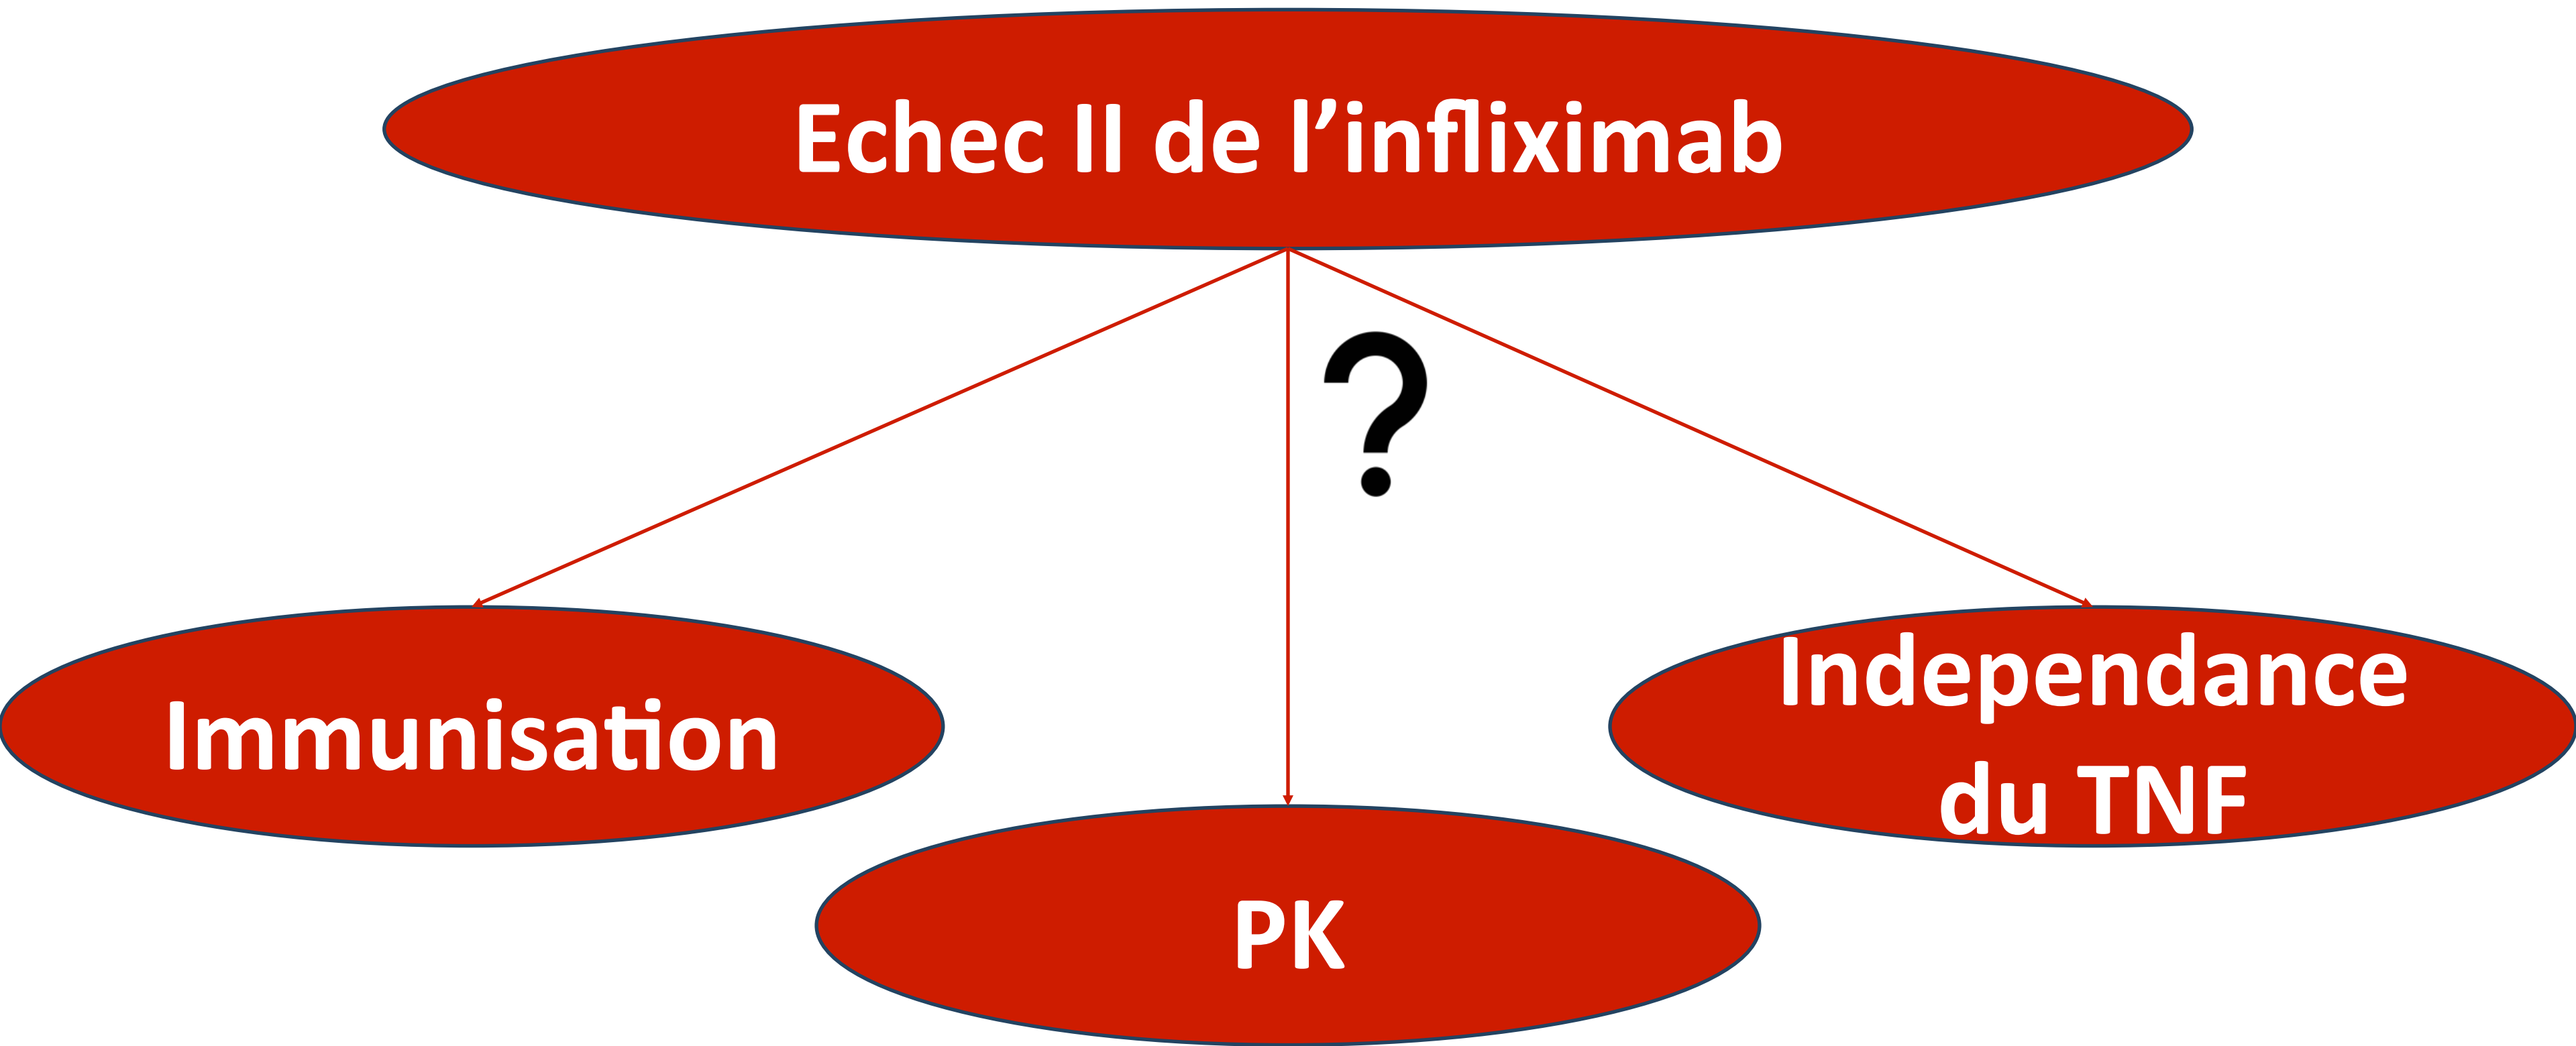 Echec II de l’infliximab
?
Immunisation
Independance
du TNF
PK